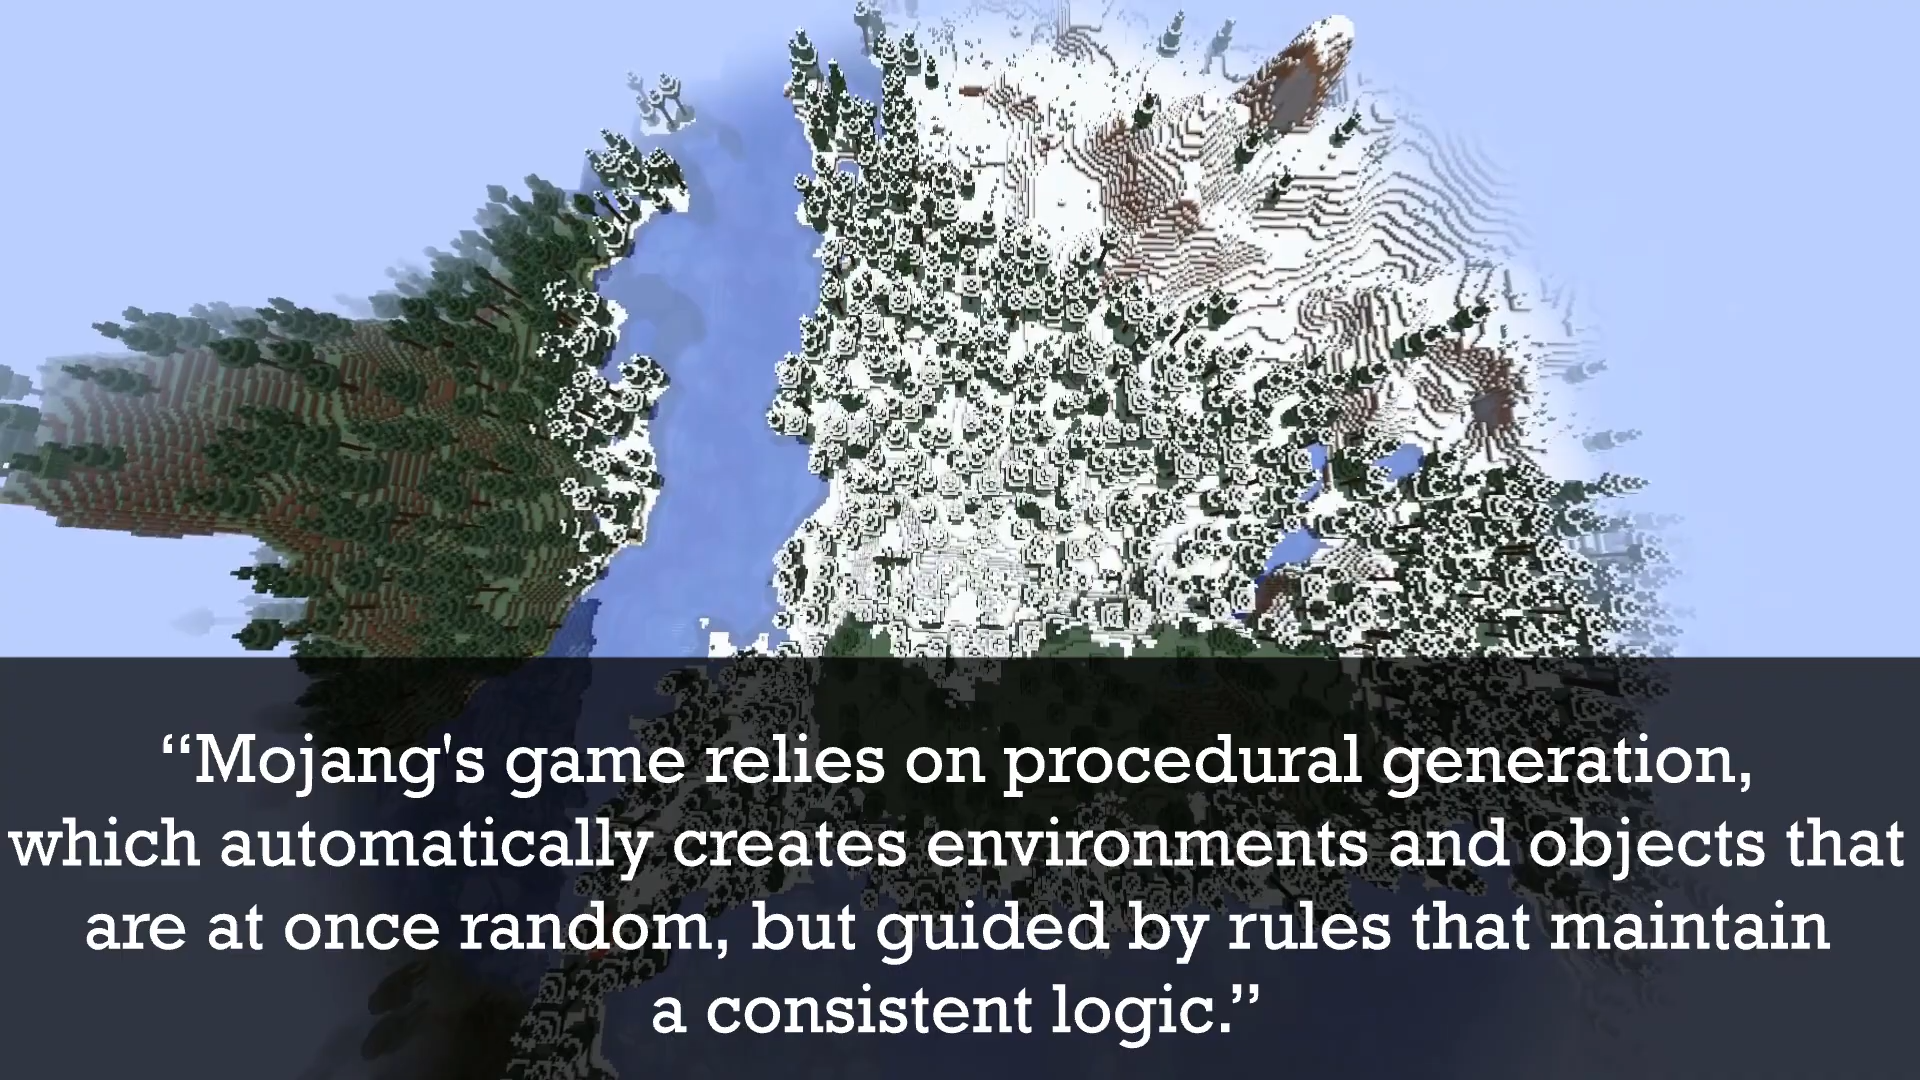 “Mojang's game relies on procedural generation,
which automatically creates environments and objects that
are at once random, but guided by rules that maintain
a consistent logic.”